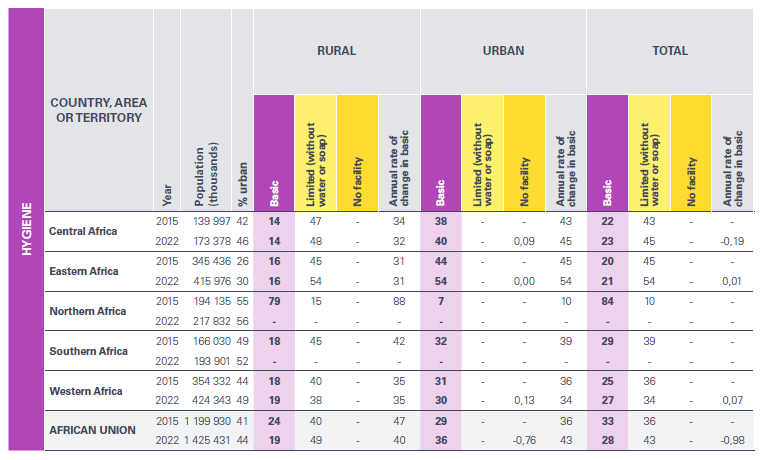 HYGIENE
RURAL URBAN TOTAL
COUNTRY, AREA
OR TERRITORY
Year
Population
(thousands)
% urban
Basic
Limited (without
water or soap)
No facility
Annual rate of
change in basic
Basic
Limited (without
water or soap)
No facility
Annual rate of
change in basic
Basic
Limited (without
water or soap)
No facility
Annual rate of
change in basic
Central Africa
2015 139 997 42 14 47 - 34 38 - - 43 22 43 - -
2022 173 378 46 14 48 - 32 40 - 0,09 45 23 45 - -0,19
Eastern Africa
2015 345 436 26 16 45 - 31 44 - - 45 20 45 - -
2022 415 976 30 16 54 - 31 54 - 0,00 54 21 54 - 0,01
Northern Africa
2015 194 135 55 79 15 - 88 7 - - 10 84 10 - -
2022 217 832 56 - - - - - - - - - - - -
Southern Africa
2015 166 030 49 18 45 - 42 32 - - 39 29 39 - -
2022 193 901 52 - - - - - - - - - - - -
Western Africa
2015 354 332 44 18 40 - 35 31 - - 36 25 36 - -
2022 424 343 49 19 38 - 35 30 - 0,13 34 27 34 - 0,07
AFRICAN UNION
2015 1 199 930 41 24 40 - 47 29 - - 36 33 36 - -
2022 1 425 431 44 19 49 - 40 36 - -0,76 43 28 43 - -0,98